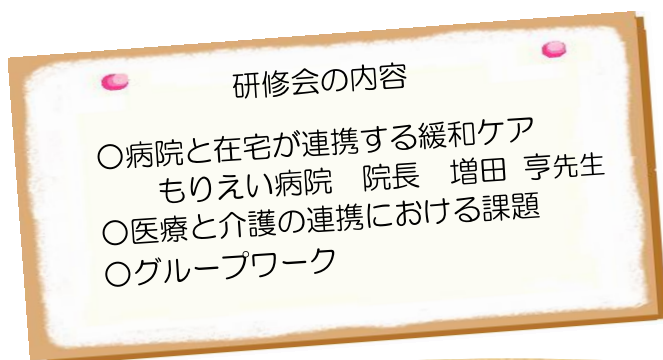 研修会の内容
○病院と在宅が連携する緩和ケア
もりえい病院 院長 増田 亨先生
○医療と介護の連携における課題
○グループワーク